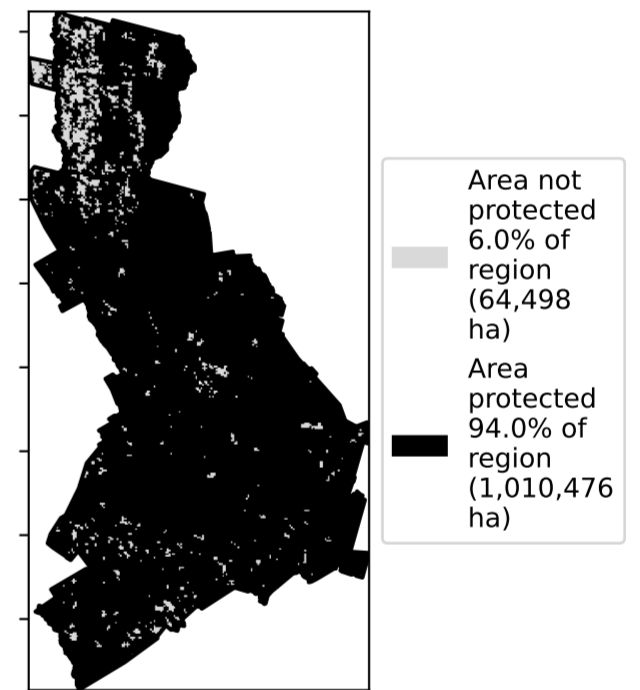 Area not
protected
6.0% of
region
(64,498
ha)
Area
protected
94.0% of
region
(1,010,476
ha)